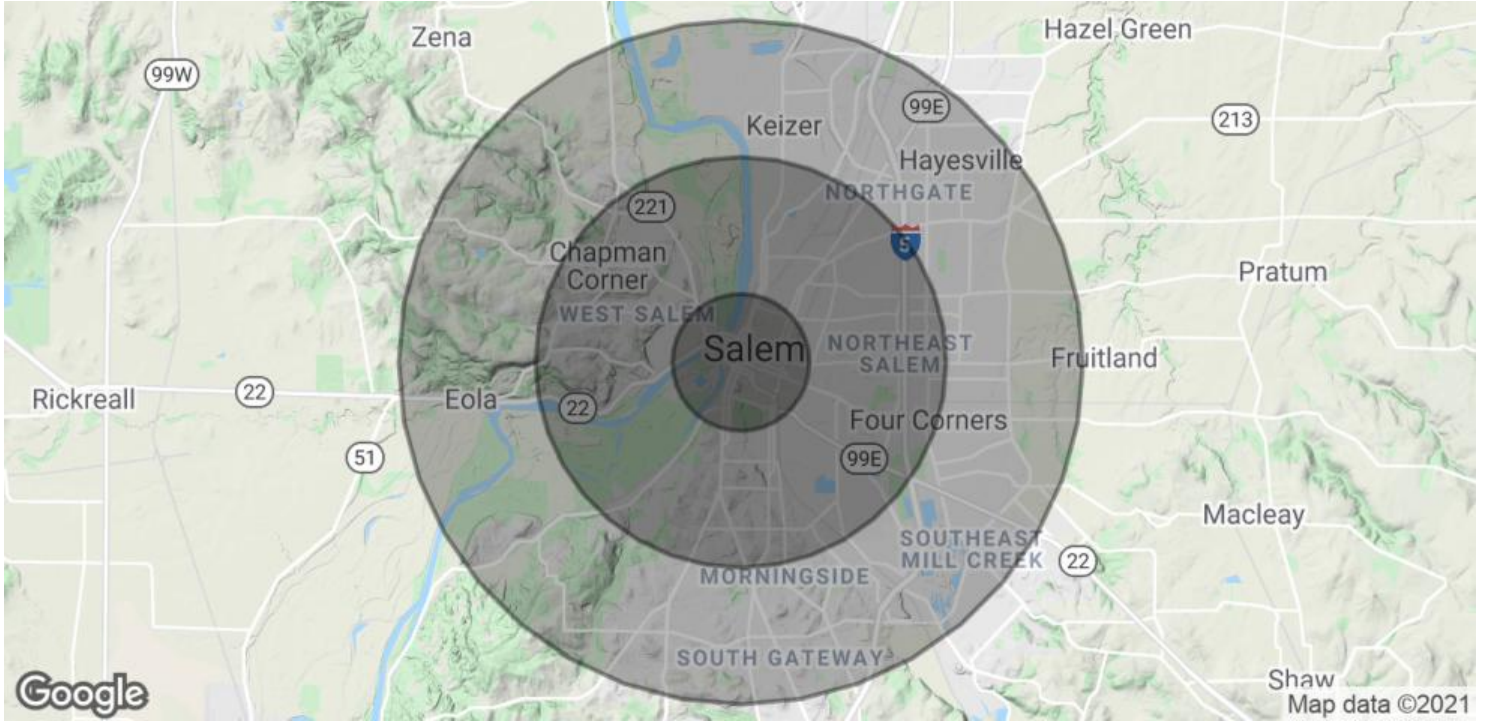 Zena
Hazel Green
99W
99E
213
Keizer
Hayesville
NORTHGATE
221
5
Chapman
Corner
Pratum
WEST SALEM
Salem
NORTHEAST
SALEM
Fruitland
Rickreall
22
Eola
22
Four Corners
51
99E
Macleay
SOUTHEAST
MILL CREEK
22
MORNINGSIDE
SOUTH GATEWAY
Shaw
Google
Map data ©2021